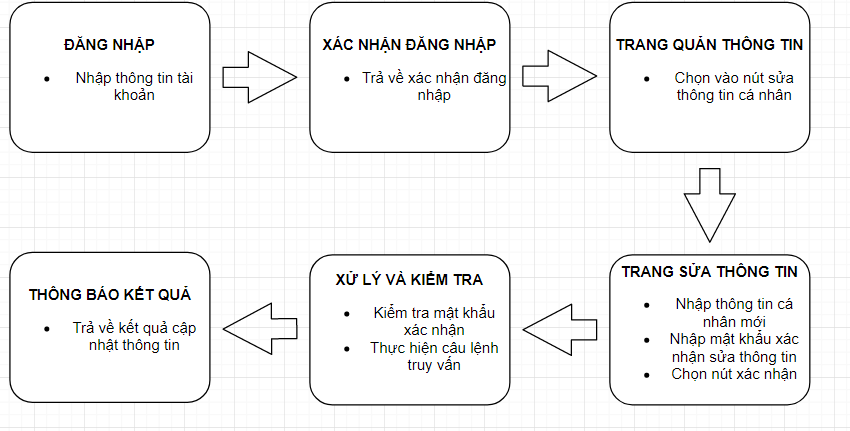 ĐĂNG NHẬP
• Nhập thông tin tài
khoản
XÁC NHẬN ĐĂNG NHẬP
• Trả về xác nhận đăng
nhập
TRANG QUẢN THÔNG TIN
• Chọn vào nút sửa
thông tin cá nhân
TRANG SỬA THÔNG TIN
• Nhập thông tin cá
nhân mới
• Nhập mật khẩu xác
nhận sửa thông tin
• Chọn nút xác nhận
XỬ LÝ VÀ KIỂM TRA
• Kiểm tra mật khẩu
xác nhận
• Thực hiện câu lệnh
truy vấn
THÔNG BÁO KẾT QUẢ
• Trả về kết quả cập
nhật thông tin